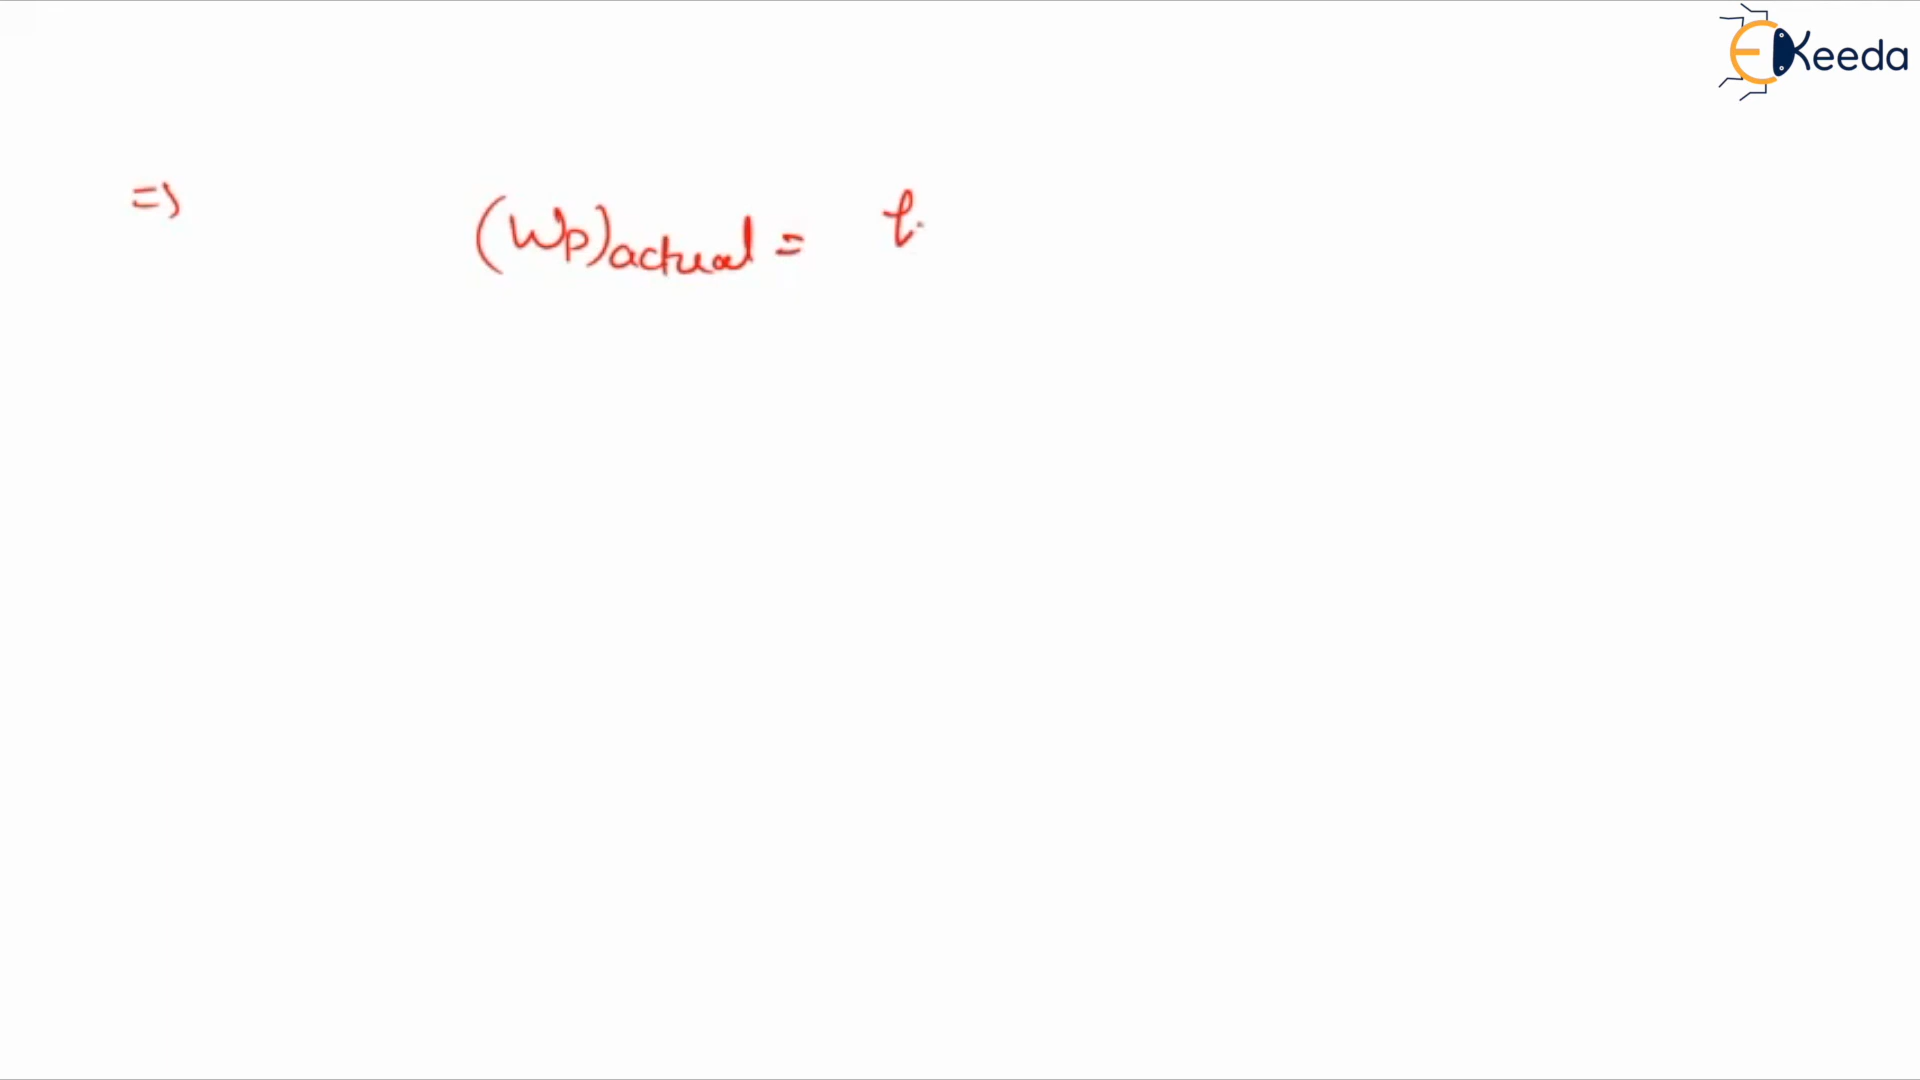 EKeeda
=> (Wp)actual = t